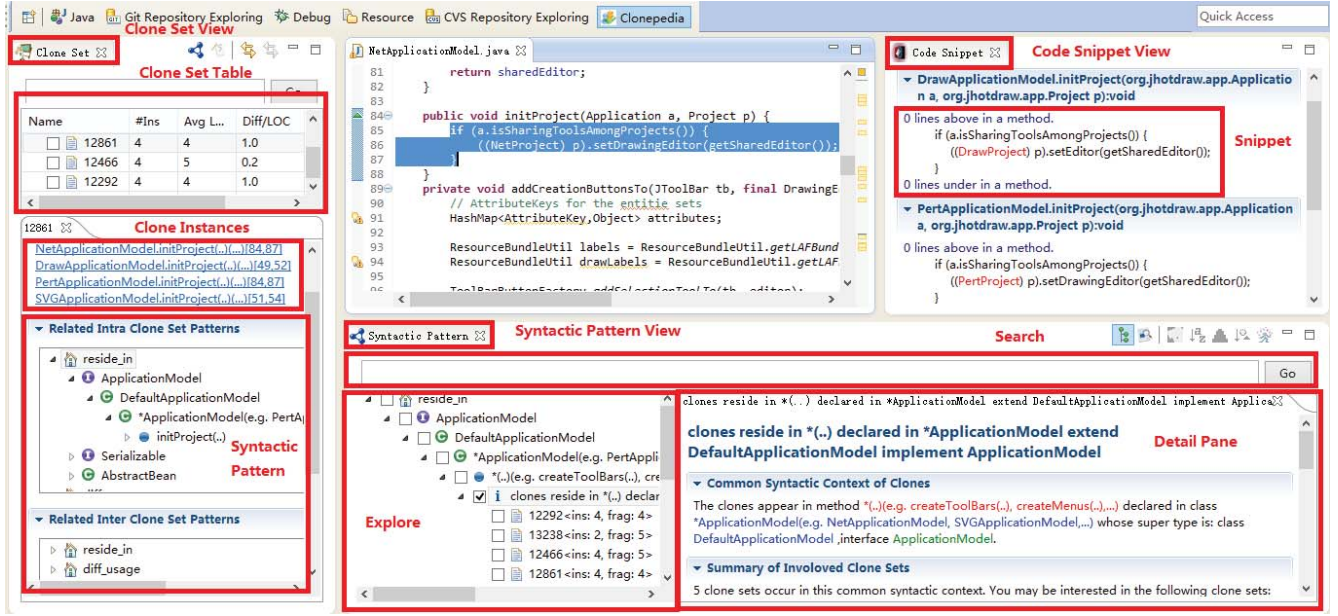 Java Git Repository Exploring Debug Resource CVS Repository Exploring Clonepedia
Quick Access
Clone Set View
Clone Set
Clone Set Table
Name #Ins Avg L... Diff/LOC
12861 4 4 1.0
12466 4 5 0.2
12292 4 4 1.0
12861
Clone Instances
NetApplicationModel.initProject(..)(...)[84,87]
DrawApplicationModel.initProject(..)(...)[49,52]
PertApplicationModel.initProject(..)(...)[84,87]
SVGApplicationModel.initProject(..)(...)[51,54]
Related Intra Clone Set Patterns
reside_in
ApplicationModel
DefaultApplicationModel
*ApplicationModel(e.g. PertA
initProject(..)
Serializable
AbstractBean
Syntactic
Pattern
Related Inter Clone Set Patterns
reside_in
diff_usage
NetApplicationModel.java
81 return sharedEditor;
82 }
83
84 public void initProject(Application a, Project p) {
85 if (a.isSharingToolsAmongProjects()) {
86 ((NetProject) p).setDrawingEditor(getSharedEditor());
87 }
88 }
89 private void addCreationButtonsTo(JToolBar tb, final DrawingE
90 // AttributeKeys for the entitie sets
91 HashMap<AttributeKey,Object> attributes;
92
93 ResourceBundleUtil labels = ResourceBundleUtil.getLAFBund
94 ResourceBundleUtil drawLabels = ResourceBundleUtil.getLAF
95
96 ToolBarButtonFactory.addSelectionToolTo(tb, editor);
Code Snippet
Code Snippet View
DrawApplicationModel.initProject(org.jhotdraw.app.Applicatio
n a, org.jhotdraw.app.Project p):void
0 lines above in a method.
if (a.isSharingToolsAmongProjects()) {
((DrawProject) p).setEditor(getSharedEditor());
}
0 lines under in a method.
Snippet
PertApplicationModel.initProject(org.jhotdraw.app.Application
a, org.jhotdraw.app.Project p):void
0 lines above in a method.
if (a.isSharingToolsAmongProjects()) {
((PertProject) p).setDrawingEditor(getSharedEditor());
}
Syntactic Pattern
Syntactic Pattern View
Search
Go
reside_in
ApplicationModel
DefaultApplicationModel
*ApplicationModel(e.g. PertAppli
*(..)(e.g. createToolBars(..), cre
clones reside in *(..) declar
12292<ins: 4, frag: 4>
13238<ins: 2, frag: 5>
12466<ins: 4, frag: 5>
12861<ins: 4, frag: 4>
Explore
clones reside in *(..) declared in *ApplicationModel extend DefaultApplicationModel implement Applica
clones reside in *(..) declared in *ApplicationModel extend
DefaultApplicationModel implement ApplicationModel
Detail Pane
Common Syntactic Context of Clones
The clones appear in method *(..)(e.g. createToolBars(..), createMenus(..),...) declared in class
*ApplicationModel(e.g. NetApplicationModel, SVGApplicationModel,...) whose super type is: class
DefaultApplicationModel ,interface ApplicationModel.
Summary of Involoved Clone Sets
5 clone sets occur in this common syntactic context. You may be interested in the following clone sets: